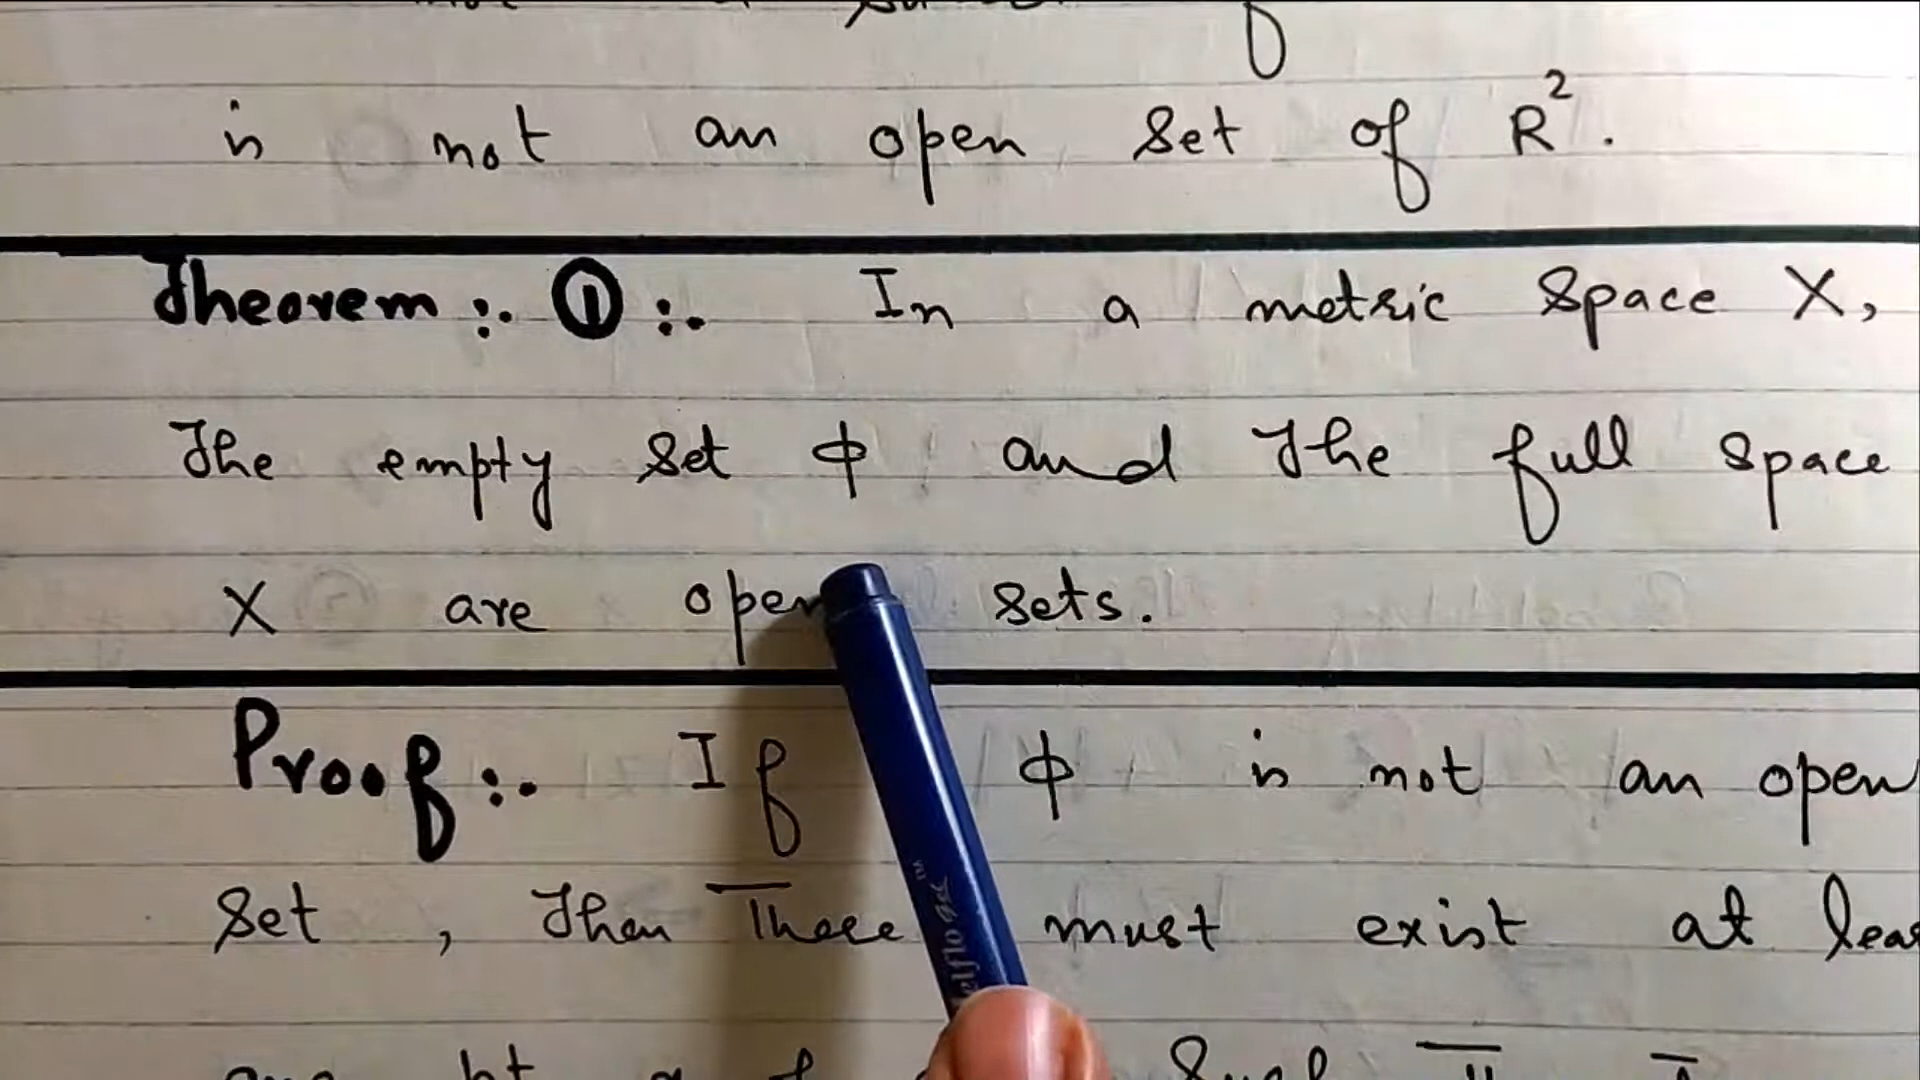 is not an open set of R².
Theorem :. ① :. In a metric space X,
The empty set ϕ and the full space
X are open sets.
Proof :. If ϕ is not an open
set , then There must exist at leas